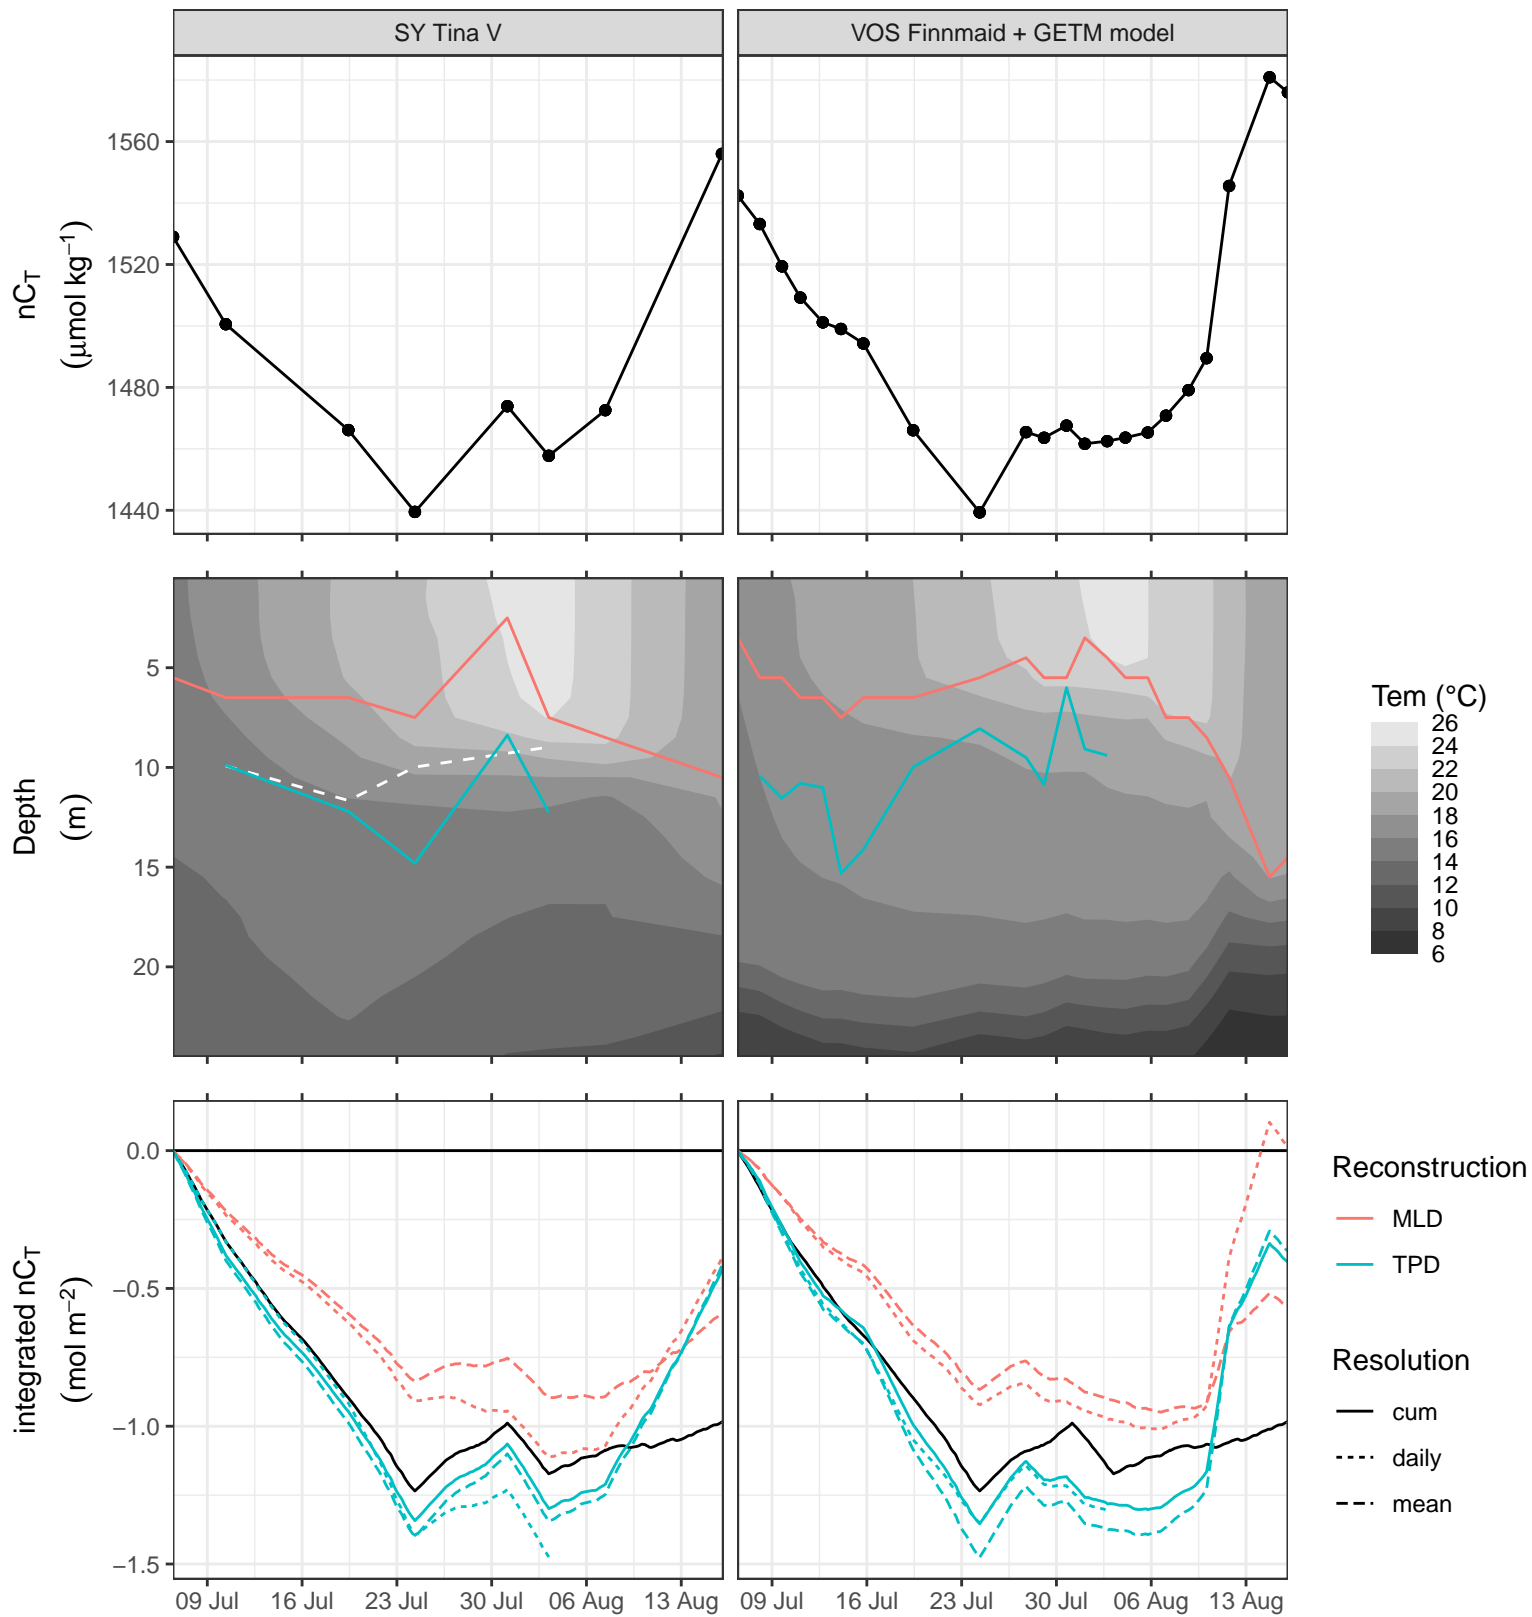 SY Tina V
VOS Finnmaid + GETM model
nC_T
(μmol kg⁻¹)
1560
1520
1480
1440
Depth
(m)
5
10
15
20
Tem (°C)
26
24
22
20
18
16
14
12
10
8
6
integrated nC_T
(mol m⁻²)
0.0
−0.5
−1.0
−1.5
09 Jul 16 Jul 23 Jul 30 Jul 06 Aug 13 Aug
09 Jul 16 Jul 23 Jul 30 Jul 06 Aug 13 Aug
Reconstruction
MLD
TPD
Resolution
cum
daily
mean